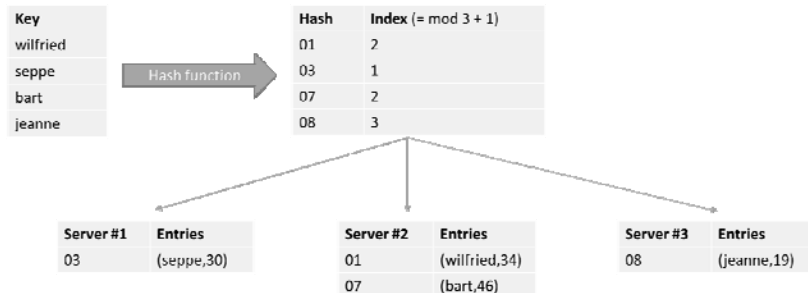 Key
wilfried
seppe
bart
jeanne
Hash function
Hash Index (= mod 3 + 1)
01 2
03 1
07 2
08 3
Server #1 Entries
03 (seppe,30)
Server #2 Entries
01 (wilfried,34)
07 (bart,46)
Server #3 Entries
08 (jeanne,19)